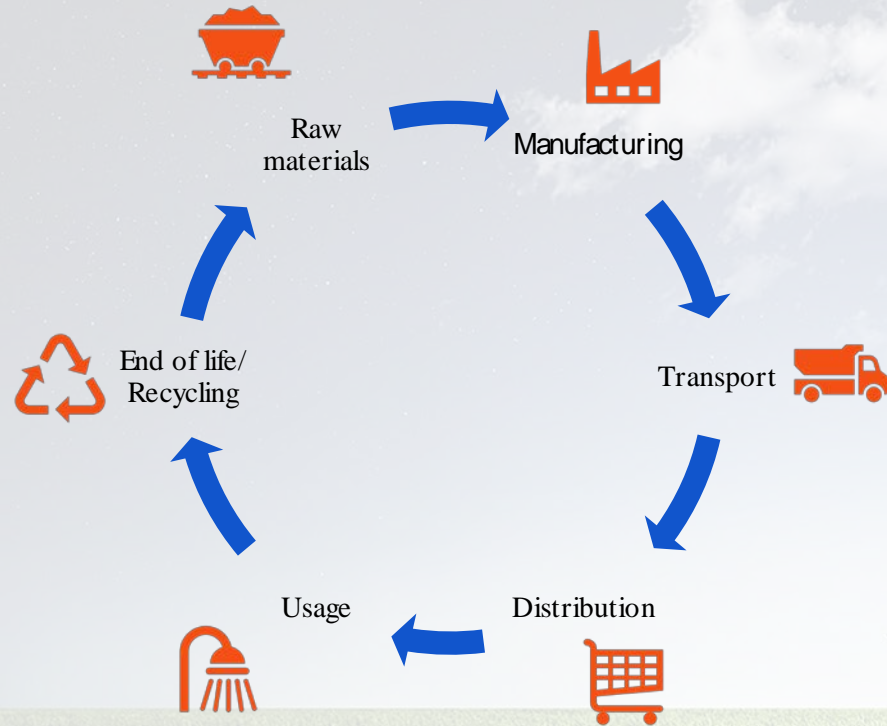 Raw
materials
Manufacturing
Transport
Distribution
Usage
End of life/
Recycling